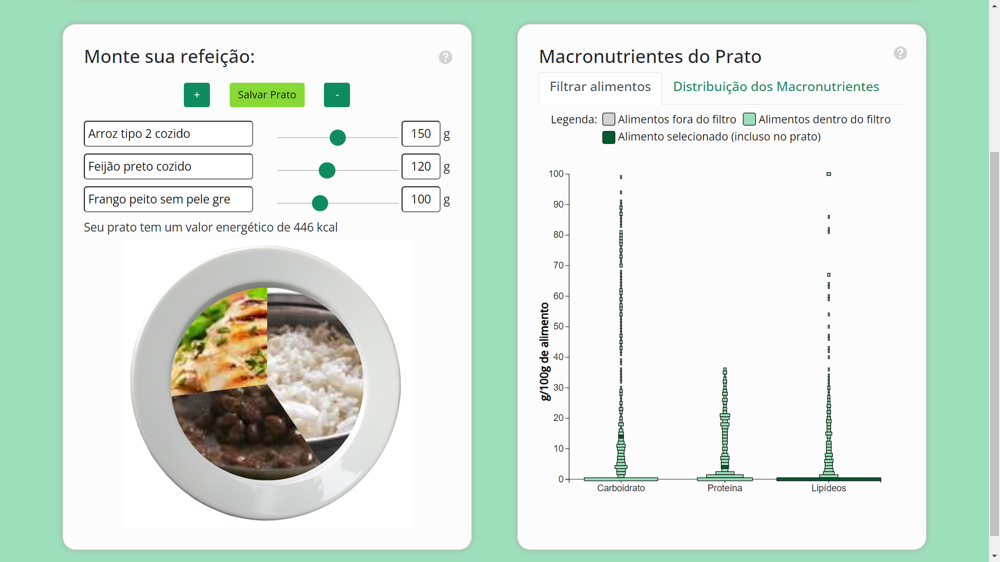 Monte sua refeição:
?
+
Salvar Prato
-
Arroz tipo 2 cozido
150
g
Feijão preto cozido
120
g
Frango peito sem pele gre
100
g
Seu prato tem um valor energético de 446 kcal
Macronutrientes do Prato
?
Filtrar alimentos
Distribuição dos Macronutrientes
Legenda:
Alimentos fora do filtro
Alimentos dentro do filtro
Alimento selecionado (incluso no prato)
g/100g de alimento
100
90
80
70
60
50
40
30
20
10
0
Carboidrato
Proteína
Lipídeos